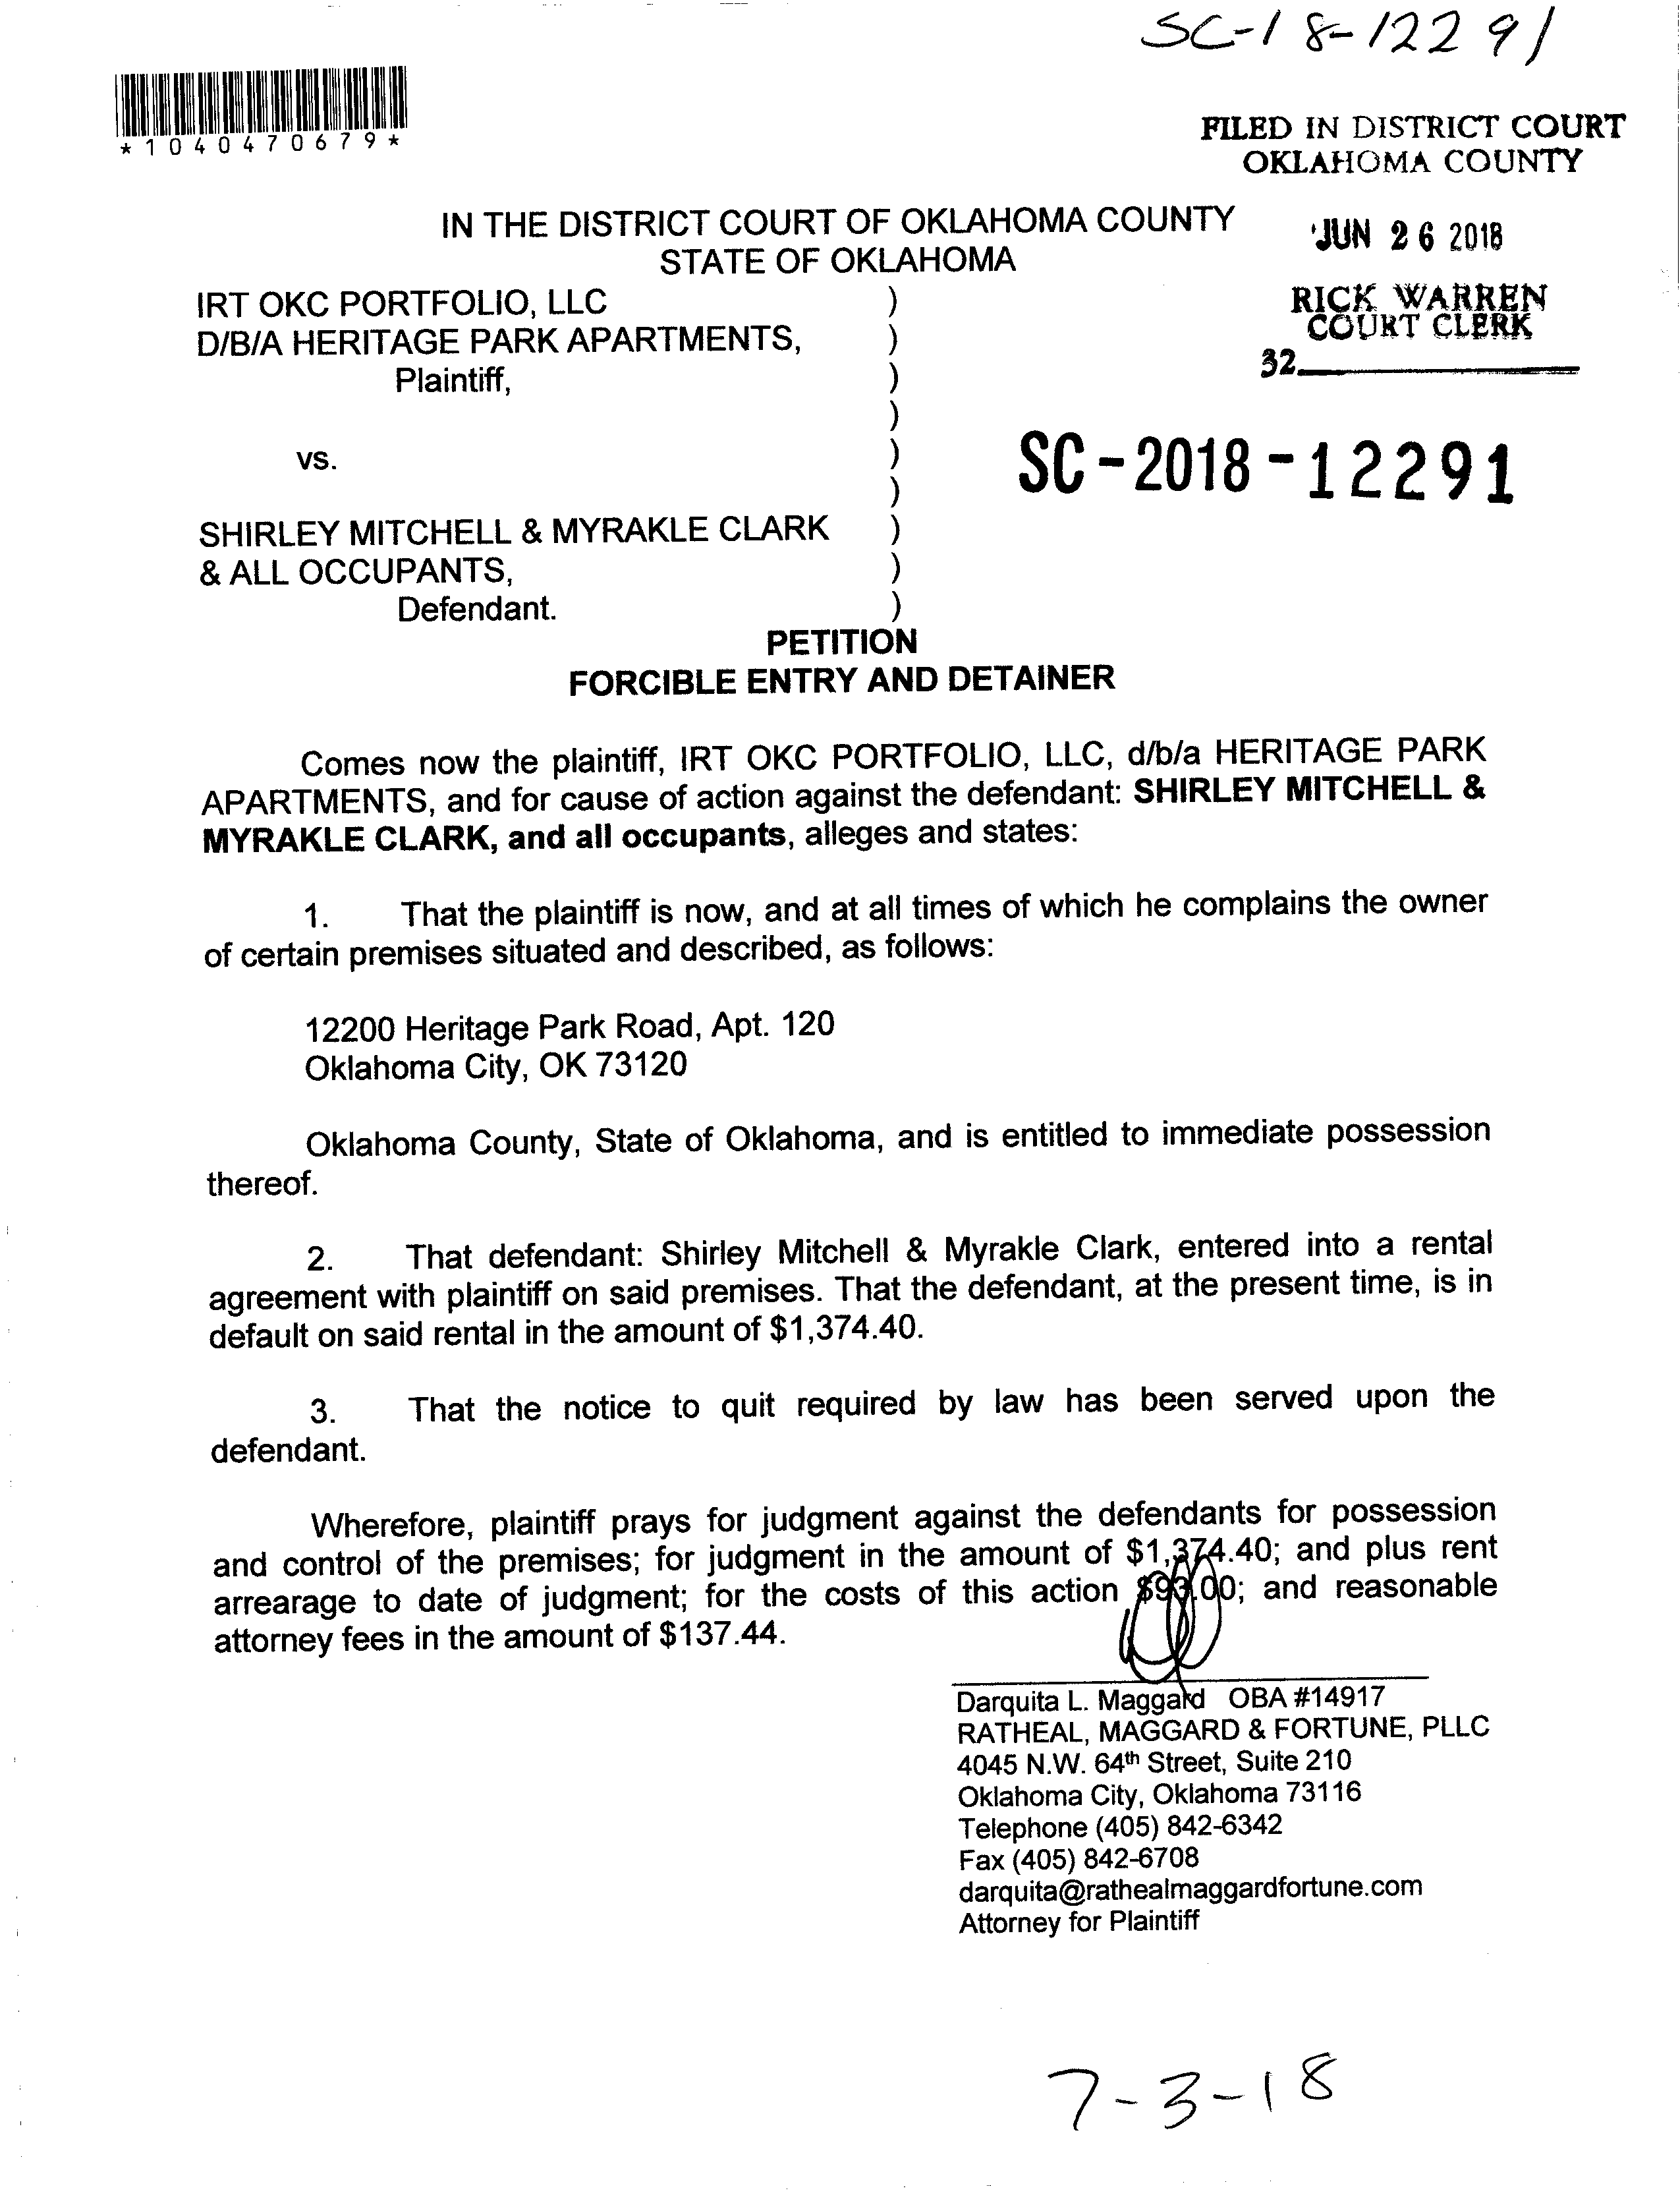 SC-18-12291
*1040470679*
FILED IN DISTRICT COURT
OKLAHOMA COUNTY
JUN 26 2018
RICK WARREN
COURT CLERK
32
IN THE DISTRICT COURT OF OKLAHOMA COUNTY
STATE OF OKLAHOMA
IRT OKC PORTFOLIO, LLC )
D/B/A HERITAGE PARK APARTMENTS, )
Plaintiff, )
)
vs. )
)
SHIRLEY MITCHELL & MYRAKLE CLARK )
& ALL OCCUPANTS, )
Defendant. )
SC-2018-12291
PETITION
FORCIBLE ENTRY AND DETAINER
Comes now the plaintiff, IRT OKC PORTFOLIO, LLC, d/b/a HERITAGE PARK
APARTMENTS, and for cause of action against the defendant: SHIRLEY MITCHELL &
MYRAKLE CLARK, and all occupants, alleges and states:
1. That the plaintiff is now, and at all times of which he complains the owner
of certain premises situated and described, as follows:
12200 Heritage Park Road, Apt. 120
Oklahoma City, OK 73120
Oklahoma County, State of Oklahoma, and is entitled to immediate possession
thereof.
2. That defendant: Shirley Mitchell & Myrakle Clark, entered into a rental
agreement with plaintiff on said premises. That the defendant, at the present time, is in
default on said rental in the amount of $1,374.40.
3. That the notice to quit required by law has been served upon the
defendant.
Wherefore, plaintiff prays for judgment against the defendants for possession
and control of the premises; for judgment in the amount of $1,374.40; and plus rent
arrearage to date of judgment; for the costs of this action $93.00; and reasonable
attorney fees in the amount of $137.44.
Darquita L. Maggard OBA #14917
RATHEAL, MAGGARD & FORTUNE, PLLC
4045 N.W. 64th Street, Suite 210
Oklahoma City, Oklahoma 73116
Telephone (405) 842-6342
Fax (405) 842-6708
darquita@rathealmaggardfortune.com
Attorney for Plaintiff
7-3-18